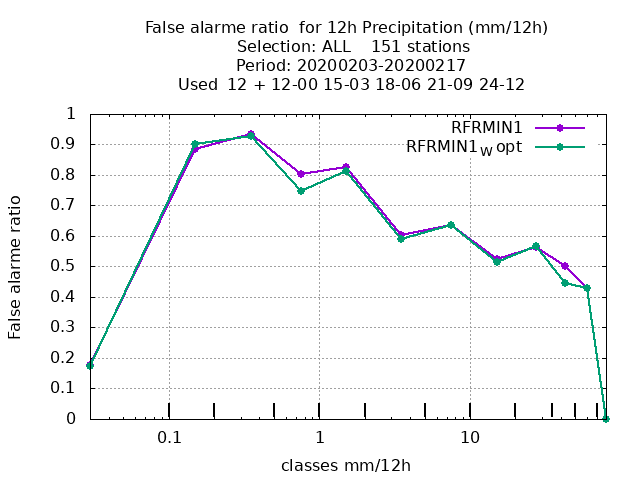 False alarme ratio  for 12h Precipitation (mm/12h)
Selection: ALL    151 stations
Period: 20200203-20200217
Used  12 + 12-00 15-03 18-06 21-09 24-12
RFRMIN1
RFRMIN1W opt
1
0.9
0.8
0.7
0.6
0.5
0.4
0.3
0.2
0.1
0
False alarme ratio
0.1 1 10
classes mm/12h